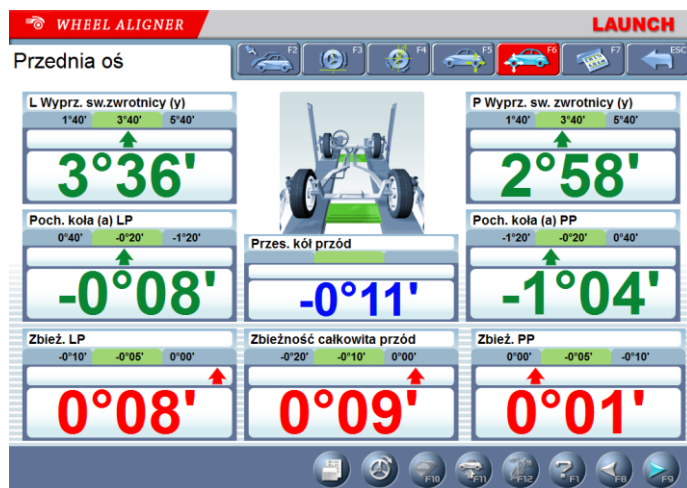 WHEEL ALIGNER
LAUNCH
Przednia oś
F2 F3 F4 F5 F6 F7 ESC
L Wyprz. sw.zwrotnicy (y)
1°40' 3°40' 5°40'
3°36'
P Wyprz. sw. zwrotnicy (y)
1°40' 3°40' 5°40'
2°58'
Poch. koła (a) LP
0°40' -0°20' -1°20'
-0°08'
Przes. kół przód
-0°11'
Poch. koła (a) PP
-1°20' -0°20' 0°40'
-1°04'
Zbież. LP
-0°10' -0°05' 0°00'
0°08'
Zbieżność całkowita przód
-0°20' -0°10' 0°00'
0°09'
Zbież. PP
0°00' -0°05' -0°10'
0°01'
F10 F11 F12 F1 F8 F9